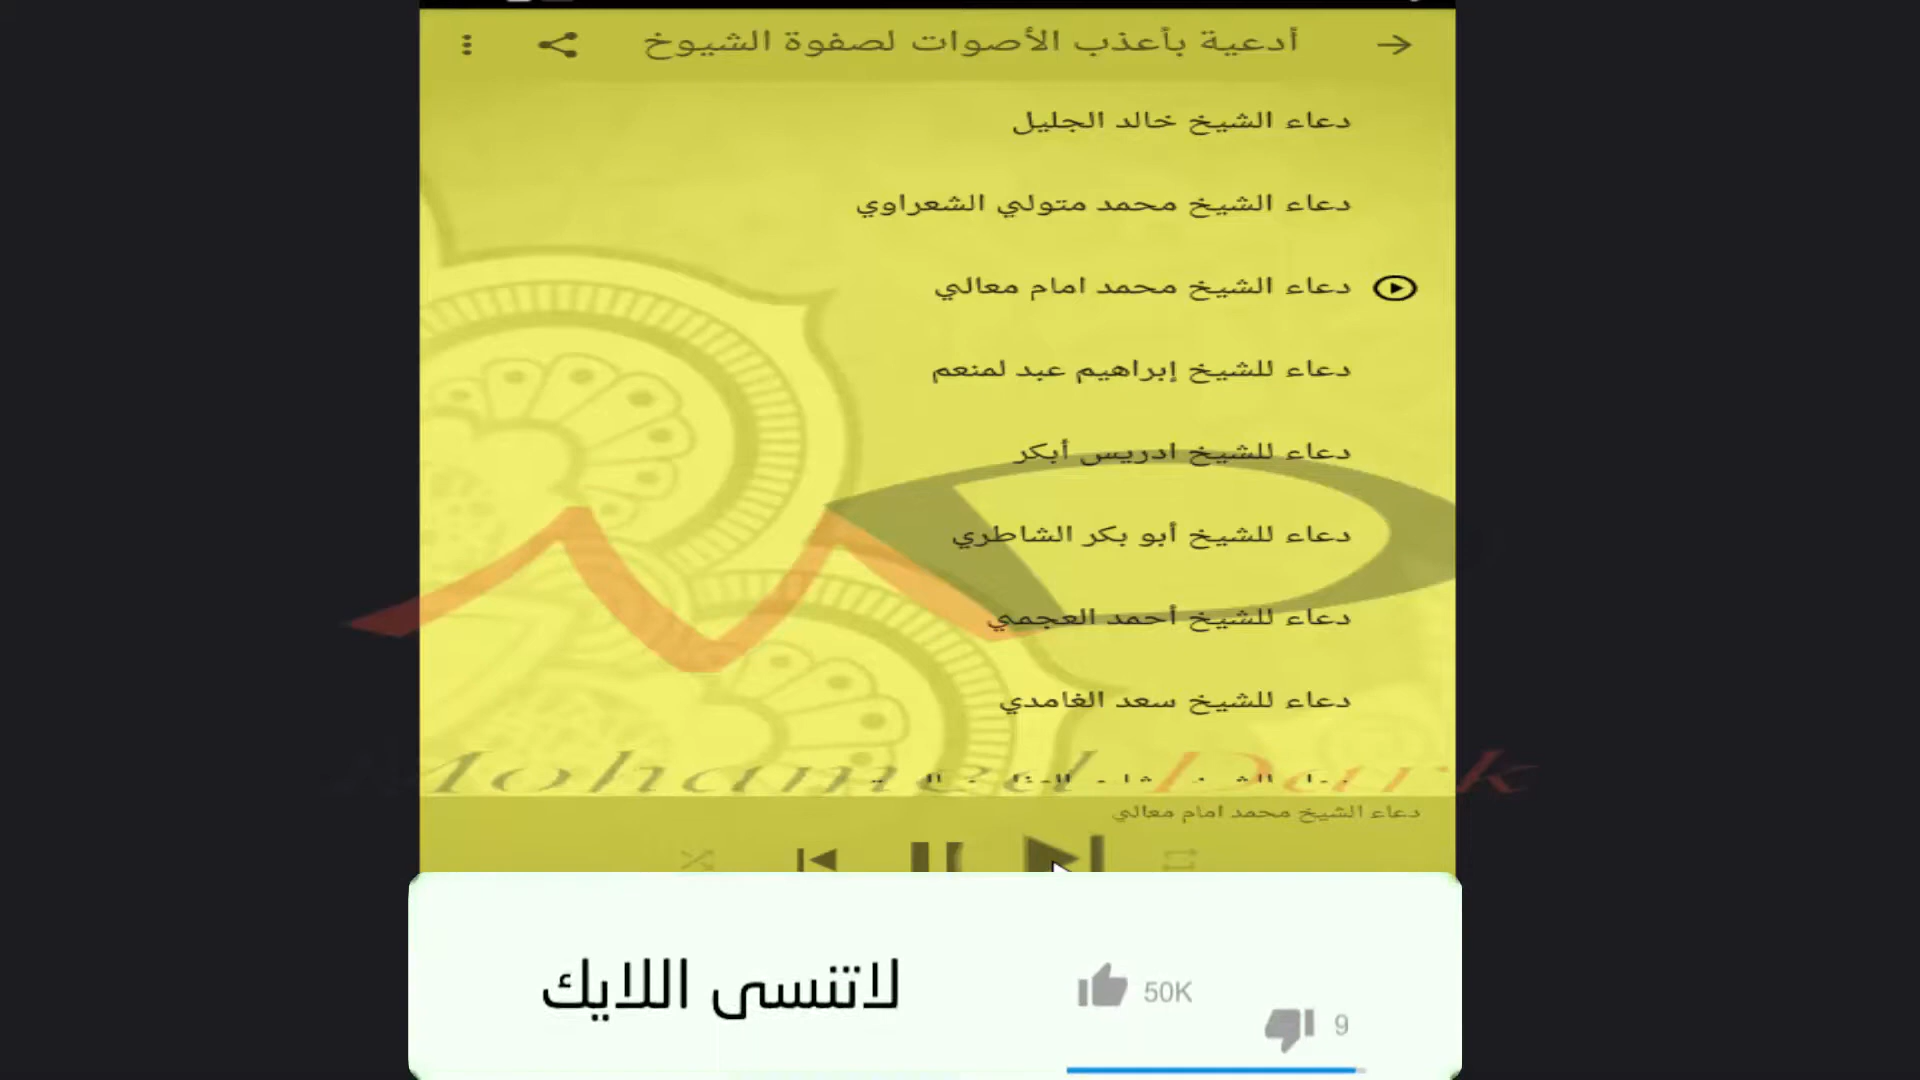 أدعية بأعذب الأصوات لصفوة الشيوخ
دعاء الشيخ خالد الجليل
دعاء الشيخ محمد متولي الشعراوي
دعاء الشيخ محمد امام معالي
دعاء للشيخ إبراهيم عبد لمنعم
دعاء للشيخ ادريس أبكر
دعاء للشيخ أبو بكر الشاطري
دعاء للشيخ أحمد العجمي
دعاء للشيخ سعد الغامدي
Mohamed Dark
دعاء الشيخ محمد امام معالي
لاتنسى اللايك
50K
9